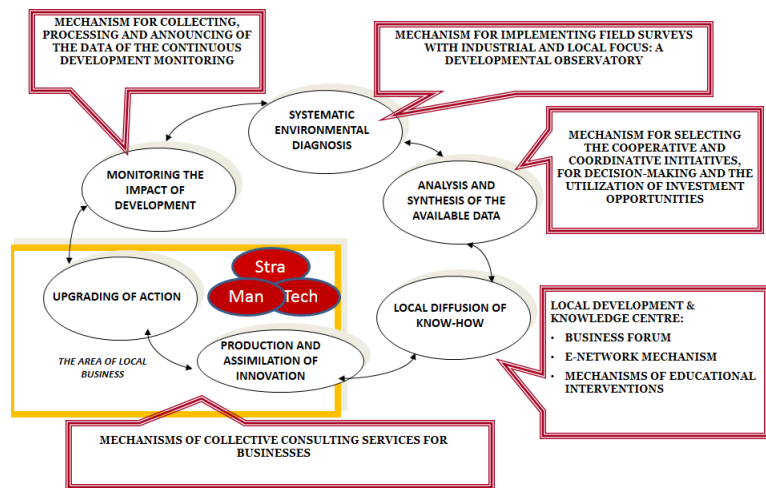 MECHANISM FOR COLLECTING,
PROCESSING AND ANNOUNCING OF
OF THE DATA OF THE CONTINUOUS
DEVELOPMENT MONITORING
MECHANISM FOR IMPLEMENTING FIELD SURVEYS
WITH INDUSTRIAL AND LOCAL FOCUS: A
DEVELOPMENTAL OBSERVATORY
SYSTEMATIC
ENVIRONMENTAL
DIAGNOSIS
MECHANISM FOR SELECTING
THE COOPERATIVE AND
COORDINATIVE INITIATIVES,
FOR DECISION-MAKING AND THE
UTILIZATION OF INVESTMENT
OPPORTUNITIES
MONITORING THE
IMPACT OF
DEVELOPMENT
ANALYSIS AND
SYNTHESIS OF THE
AVAILABLE DATA
Stra
Man Tech
UPGRADING OF ACTION
LOCAL DIFFUSION OF
KNOW-HOW
LOCAL DEVELOPMENT &
KNOWLEDGE CENTRE:
• BUSINESS FORUM
• E-NETWORK MECHANISM
• MECHANISMS OF EDUCATIONAL
INTERVENTIONS
THE AREA OF LOCAL
BUSINESS
PRODUCTION AND
ASSIMILATION OF
INNOVATION
MECHANISMS OF COLLECTIVE CONSULTING SERVICES FOR
BUSINESSES